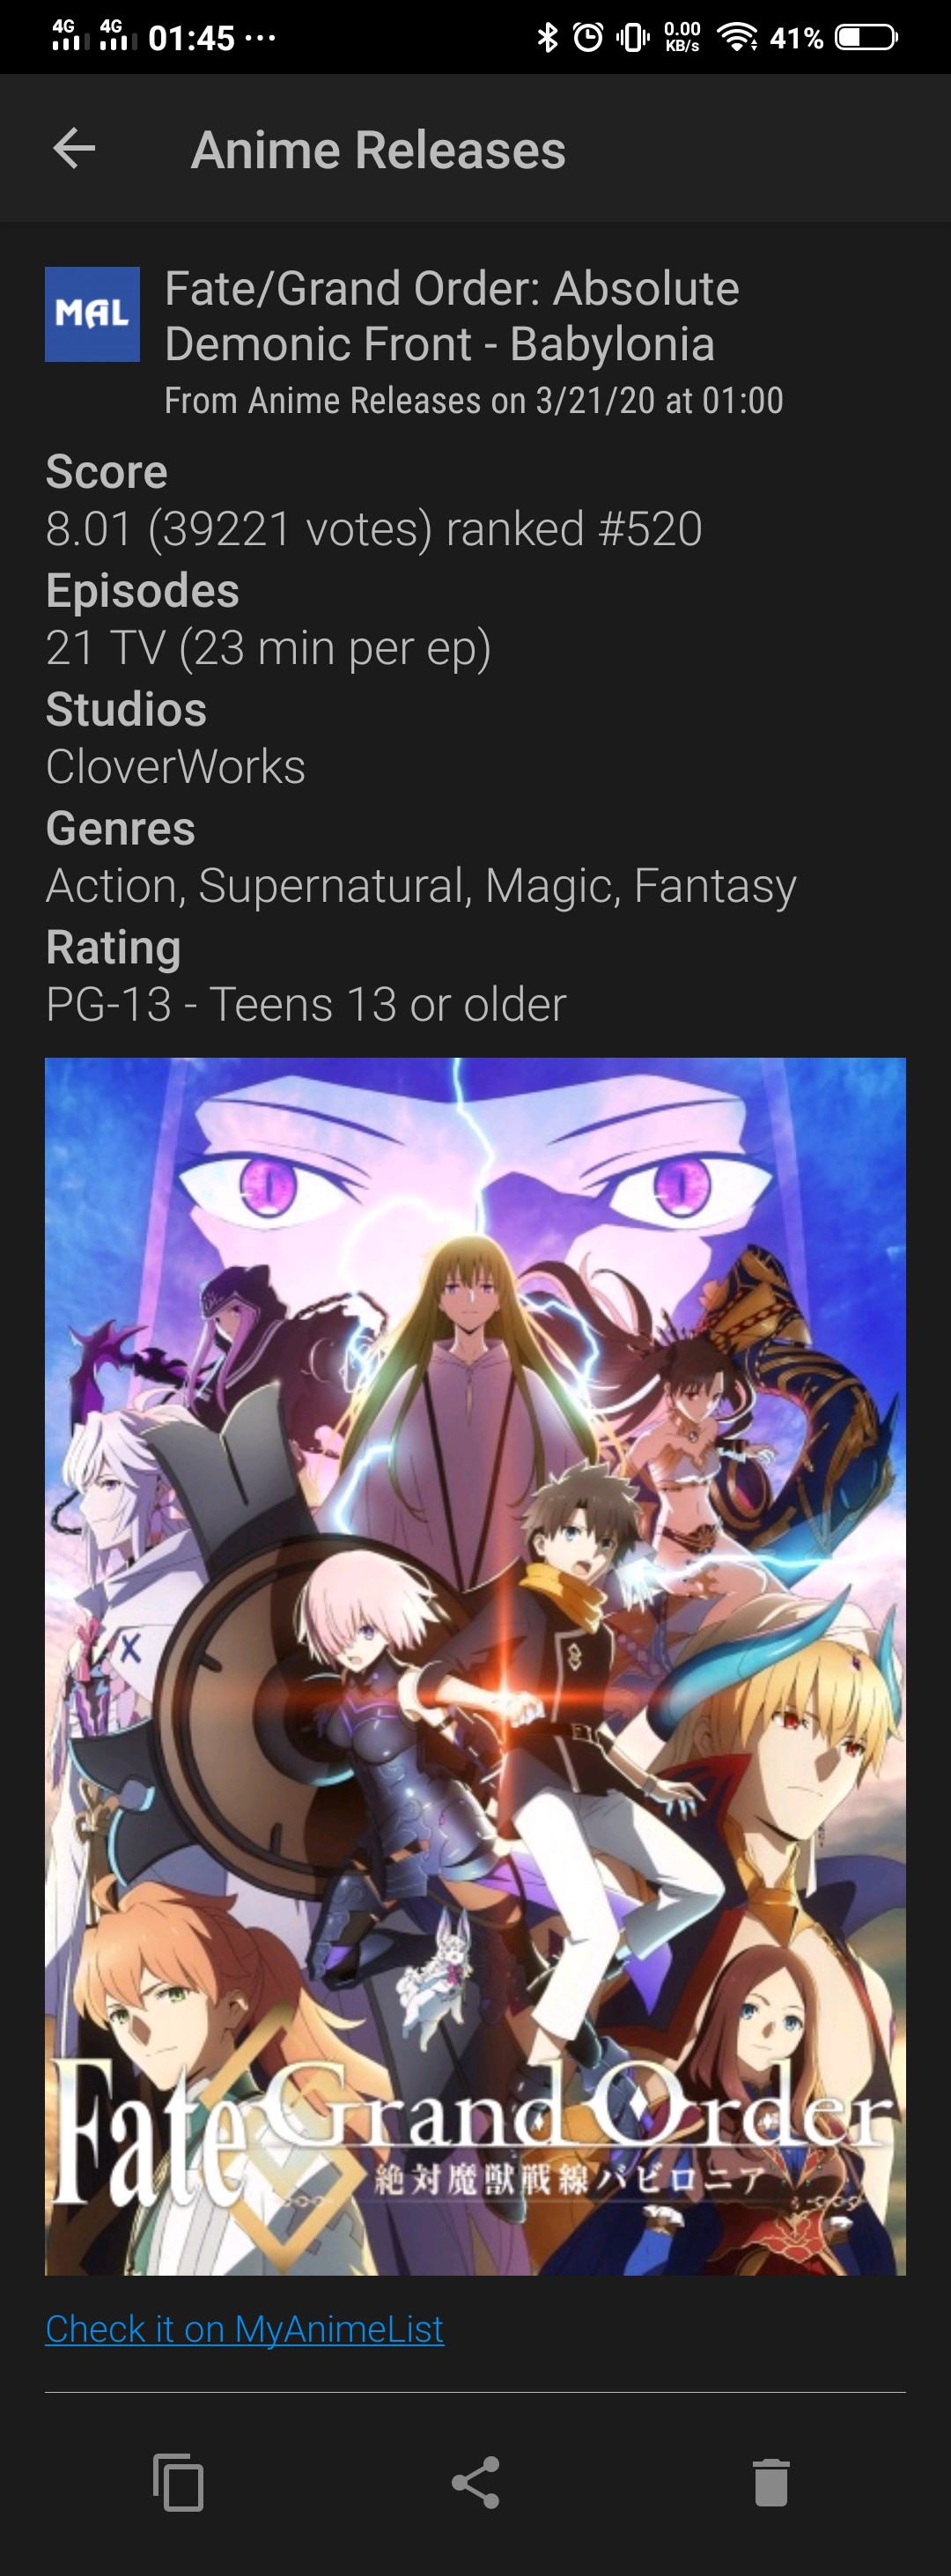 4G 4G 01:45 ... 0.00 KB/s 41%
Anime Releases
MAL
Fate/Grand Order: Absolute
Demonic Front - Babylonia
From Anime Releases on 3/21/20 at 01:00
Score
8.01 (39221 votes) ranked #520
Episodes
21 TV (23 min per ep)
Studios
CloverWorks
Genres
Action, Supernatural, Magic, Fantasy
Rating
PG-13 - Teens 13 or older
Fate Grand Order
絶対魔獣戦線バビロニア
Check it on MyAnimeList